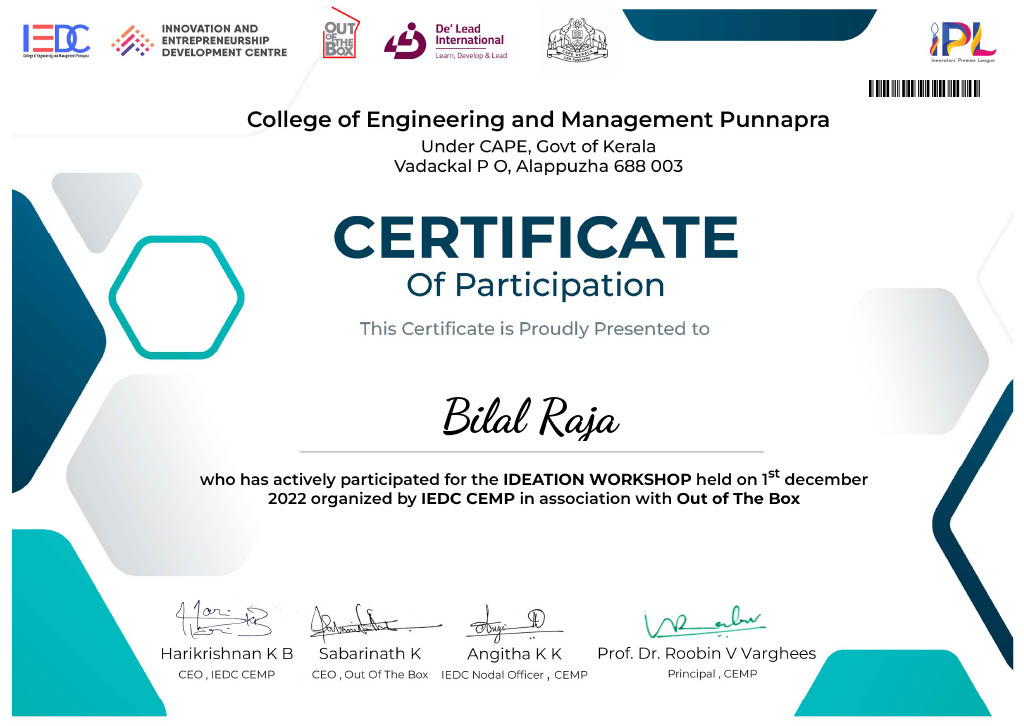 IEDC
College of Engineering and Management Punnapra
INNOVATION AND
ENTREPRENEURSHIP
DEVELOPMENT CENTRE
OUT
OF THE
BOX
De' Lead
International
Learn, Develop & Lead
IPL
Innovators' Premier League
College of Engineering and Management Punnapra
Under CAPE, Govt of Kerala
Vadackal P O, Alappuzha 688 003
CERTIFICATE
Of Participation
This Certificate is Proudly Presented to
Bilal Raja
who has actively participated for the IDEATION WORKSHOP held on 1st december
2022 organized by IEDC CEMP in association with Out of The Box
Harikrishnan K B
CEO , IEDC CEMP
Sabarinath K
CEO , Out Of The Box
Angitha K K
IEDC Nodal Officer , CEMP
Prof. Dr. Roobin V Varghees
Principal , CEMP